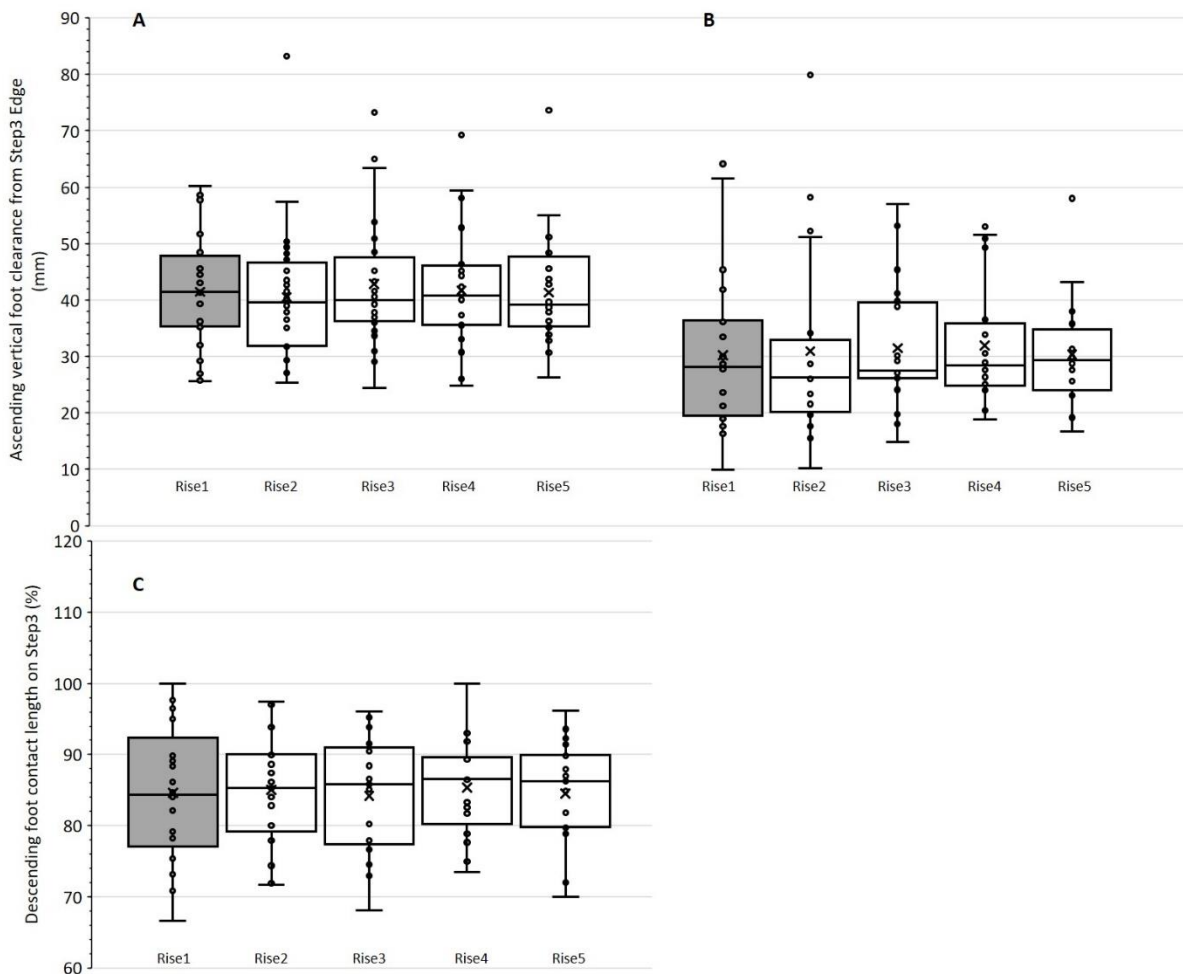 Ascending vertical foot clearance from Step3 Edge
(mm)
90
80
70
60
50
40
30
20
10
0
A
B
Rise1 Rise2 Rise3 Rise4 Rise5
Rise1 Rise2 Rise3 Rise4 Rise5
Descending foot contact length on Step3 (%)
120
110
100
90
80
70
60
C
Rise1 Rise2 Rise3 Rise4 Rise5